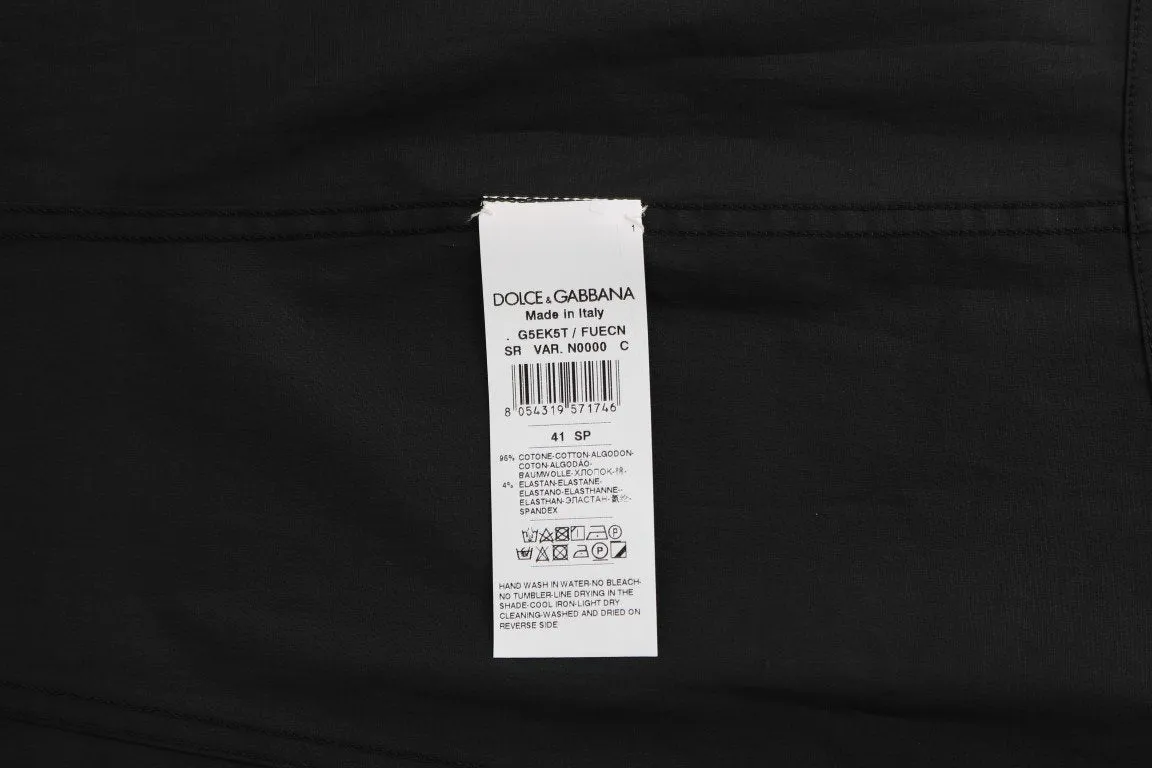 1
DOLCE & GABBANA
Made in Italy
. G5EK5T / FUECN
SR VAR. N0000 C
8 054319 571746
41 SP
96% COTONE-COTTON-ALGODON-
COTON-ALGODÃO-
BAUMWOLLE-ХЛОПОК-
4% ELASTAN-ELASTANE-
ELASTANO-ELASTHANNE-
ELASTHAN-ЭЛАСТАН-
SPANDEX
HAND WASH IN WATER-NO BLEACH-
NO TUMBLER-LINE DRYING IN THE
SHADE-COOL IRON-LIGHT DRY
CLEANING-WASHED AND DRIED ON
REVERSE SIDE